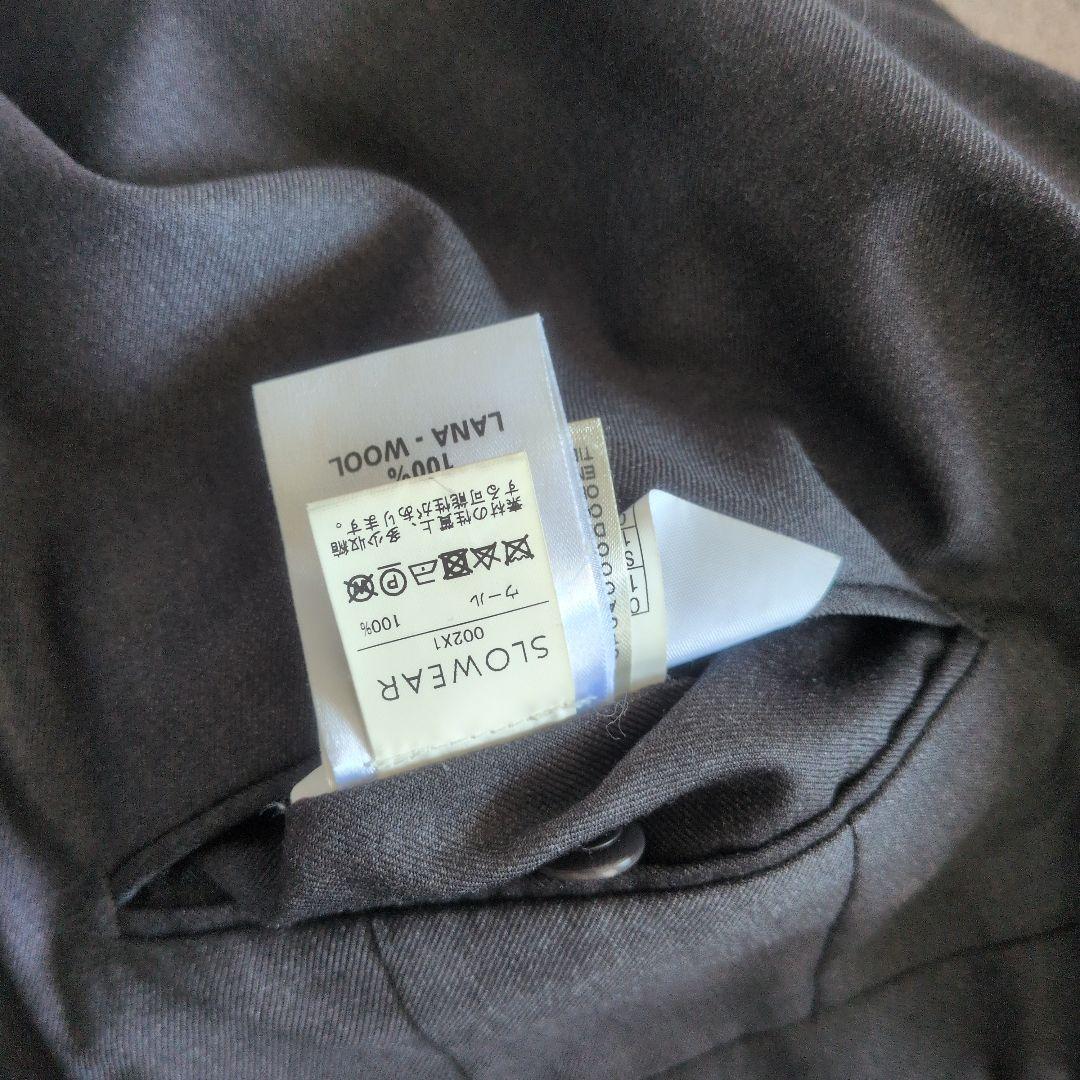 SLOWEAR
002X1
ウール 100%
素材の性質上、多少収縮
する可能性があります。
100%
LANA - WOOL